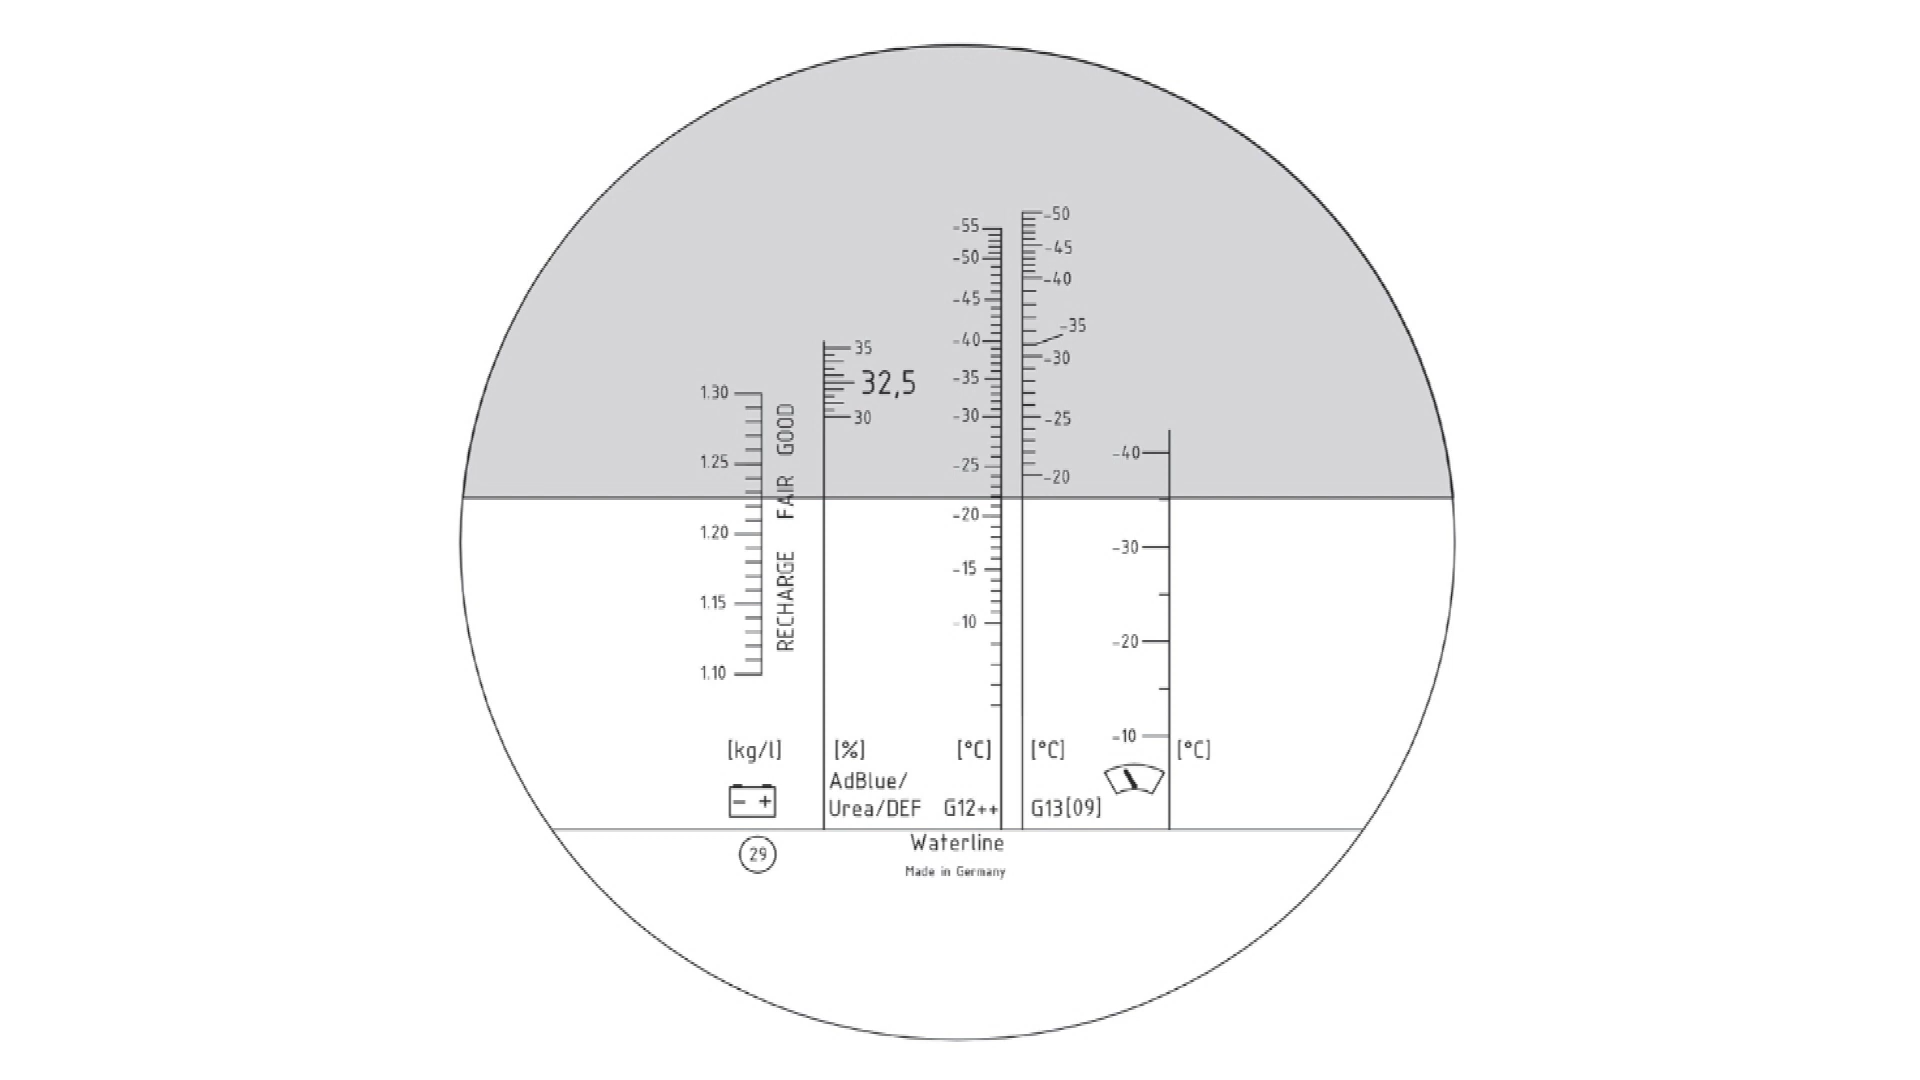 -50
-55
-45
-50
-40
-45
-35
-40
35
-30
32,5
-35
1.30
GOOD
30
-30
-25
-40
1.25
-25
-20
FAIR
-20
1.20
-30
RECHARGE
-15
1.15
-10
-20
1.10
-10
[kg/l]
[%]
[°C]
[°C]
[°C]
AdBlue/
Urea/DEF
G12++
G13[09]
- +
Waterline
29
Made in Germany